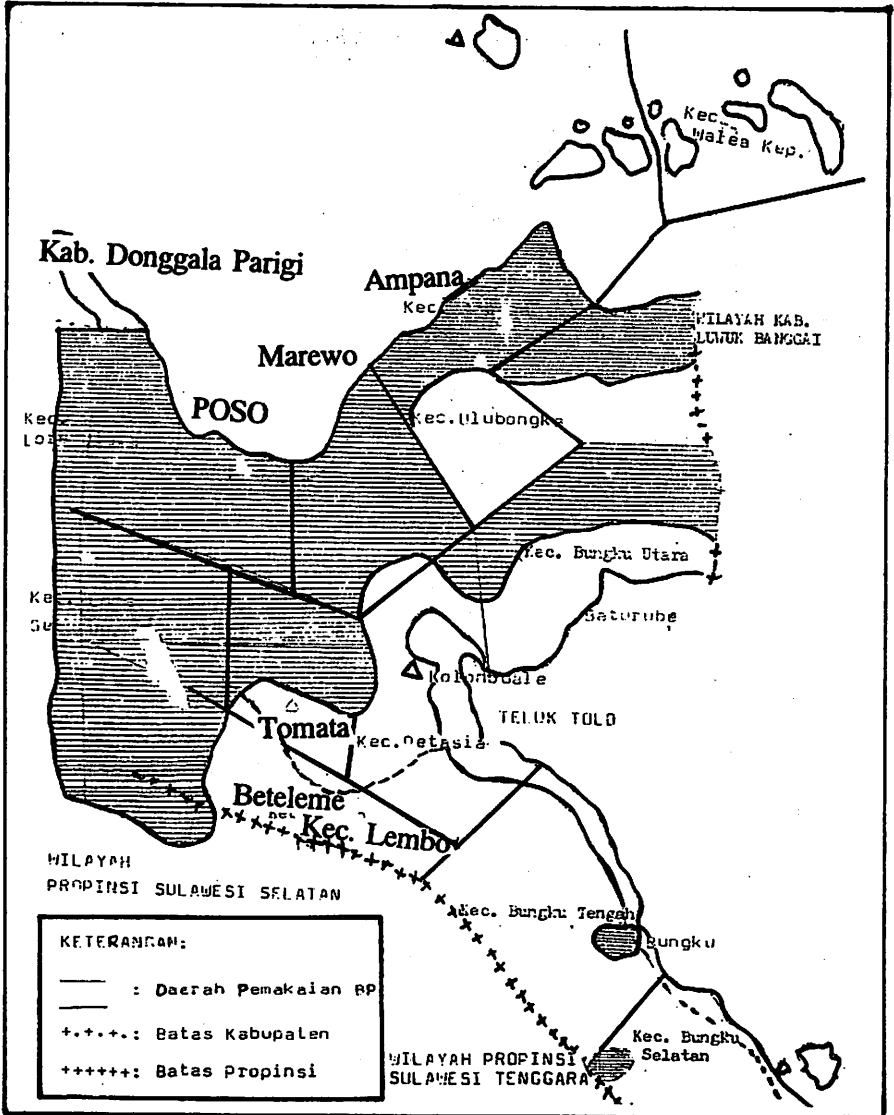 Kec.
Walea Kep.
Kab. Donggala Parigi
Ampana
Kec
WILAYAH KAB.
LUWUK BANGGAI
Marewo
POSO
Kec.
Kec.Ulubongka
Kec. Bungku Utara
Baturube
Kolonodale
TELUK TOLO
Tomata
Kec.Petasia
Beteleme
Kec. Lembo
WILAYAH
PROPINSI SULAWESI SELATAN
Kec. Bungku Tengah
Bungku
KETERANGAN:
: Daerah Pemakaian BP
+.+.+.: Batas Kabupaten
++++++: Batas Propinsi
WILAYAH PROPINSI
SULAWESI TENGGARA
Kec. Bungku
Selatan